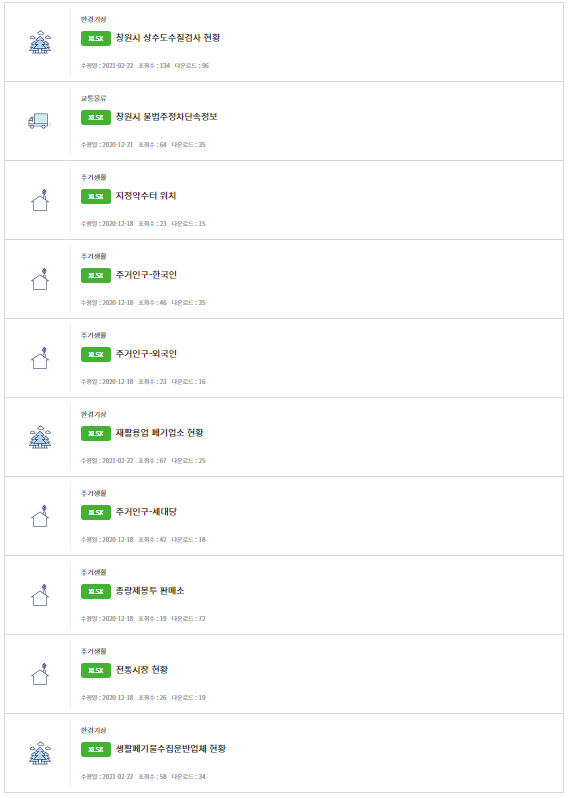 환경기상
XLSX 창원시 상수도수질검사 현황
수정일 : 2021-02-22 조회수 : 134 다운로드 : 96
교통물류
XLSX 창원시 불법주정차단속정보
수정일 : 2020-12-21 조회수 : 64 다운로드 : 35
주거생활
XLSX 지정약수터 위치
수정일 : 2020-12-18 조회수 : 23 다운로드 : 15
주거생활
XLSX 주거인구-한국인
수정일 : 2020-12-18 조회수 : 46 다운로드 : 35
주거생활
XLSX 주거인구-외국인
수정일 : 2020-12-18 조회수 : 23 다운로드 : 16
환경기상
XLSX 재활용업 폐기업소 현황
수정일 : 2021-02-22 조회수 : 67 다운로드 : 25
주거생활
XLSX 주거인구-세대당
수정일 : 2020-12-18 조회수 : 42 다운로드 : 18
주거생활
XLSX 종량제봉투 판매소
수정일 : 2020-12-18 조회수 : 19 다운로드 : 72
주거생활
XLSX 전통시장 현황
수정일 : 2020-12-18 조회수 : 26 다운로드 : 19
환경기상
XLSX 생활폐기물수집운반업체 현황
수정일 : 2021-02-22 조회수 : 58 다운로드 : 34